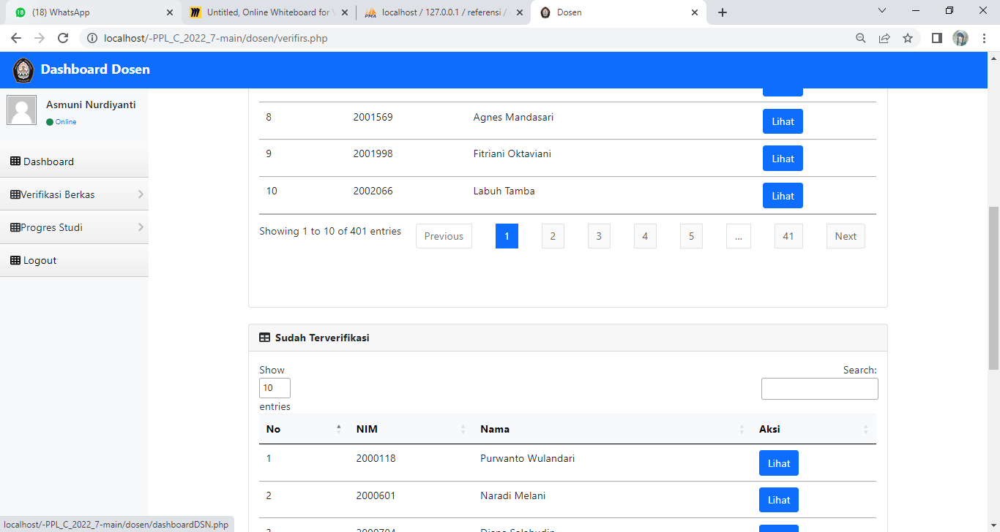 (18) WhatsApp
Untitled, Online Whiteboard for
localhost / 127.0.0.1 / referensi /
Dosen
localhost/-PPL_C_2022_7-main/dosen/verifirs.php
Dashboard Dosen
Asmuni Nurdiyanti
Online
Dashboard
Verifikasi Berkas
Progres Studi
Logout
8 2001569 Agnes Mandasari Lihat
9 2001998 Fitriani Oktaviani Lihat
10 2002066 Labuh Tamba Lihat
Showing 1 to 10 of 401 entries Previous 1 2 3 4 5 ... 41 Next
Sudah Terverifikasi
Show
10
entries
Search:
No NIM Nama Aksi
1 2000118 Purwanto Wulandari Lihat
2 2000601 Naradi Melani Lihat
localhost/-PPL_C_2022_7-main/dosen/dashboardDSN.php